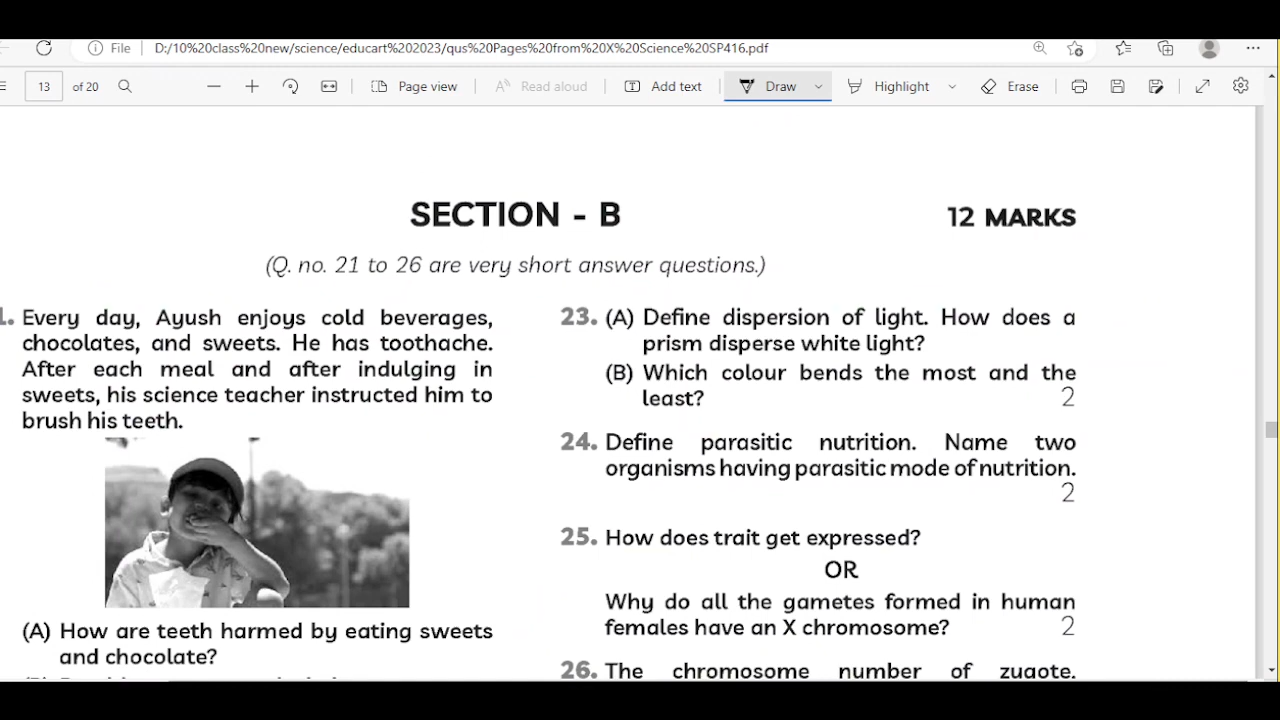 File
D:/10%20class%20new/science/educart%202023/qus%20Pages%20from%20X%20Science%20SP416.pdf
13 of 20
Page view
Read aloud
Add text
Draw
Highlight
Erase
SECTION - B
12 MARKS
(Q. no. 21 to 26 are very short answer questions.)
1. Every day, Ayush enjoys cold beverages,
chocolates, and sweets. He has toothache.
After each meal and after indulging in
sweets, his science teacher instructed him to
brush his teeth.
(A) How are teeth harmed by eating sweets
and chocolate?
23. (A) Define dispersion of light. How does a
prism disperse white light?
(B) Which colour bends the most and the
least? 2
24. Define parasitic nutrition. Name two
organisms having parasitic mode of nutrition.
2
25. How does trait get expressed?
OR
Why do all the gametes formed in human
females have an X chromosome? 2
26. The chromosome number of zygote,